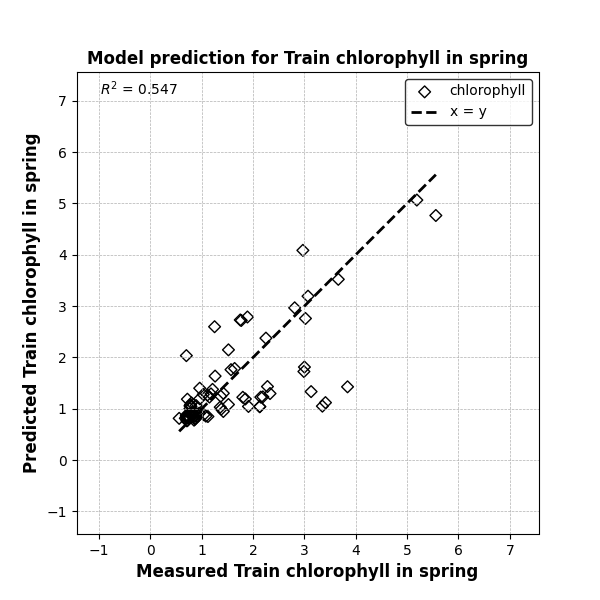 Model prediction for Train chlorophyll in spring
R² = 0.547
chlorophyll
x = y
7
6
5
4
3
2
1
0
−1
Predicted Train chlorophyll in spring
−1 0 1 2 3 4 5 6 7
Measured Train chlorophyll in spring